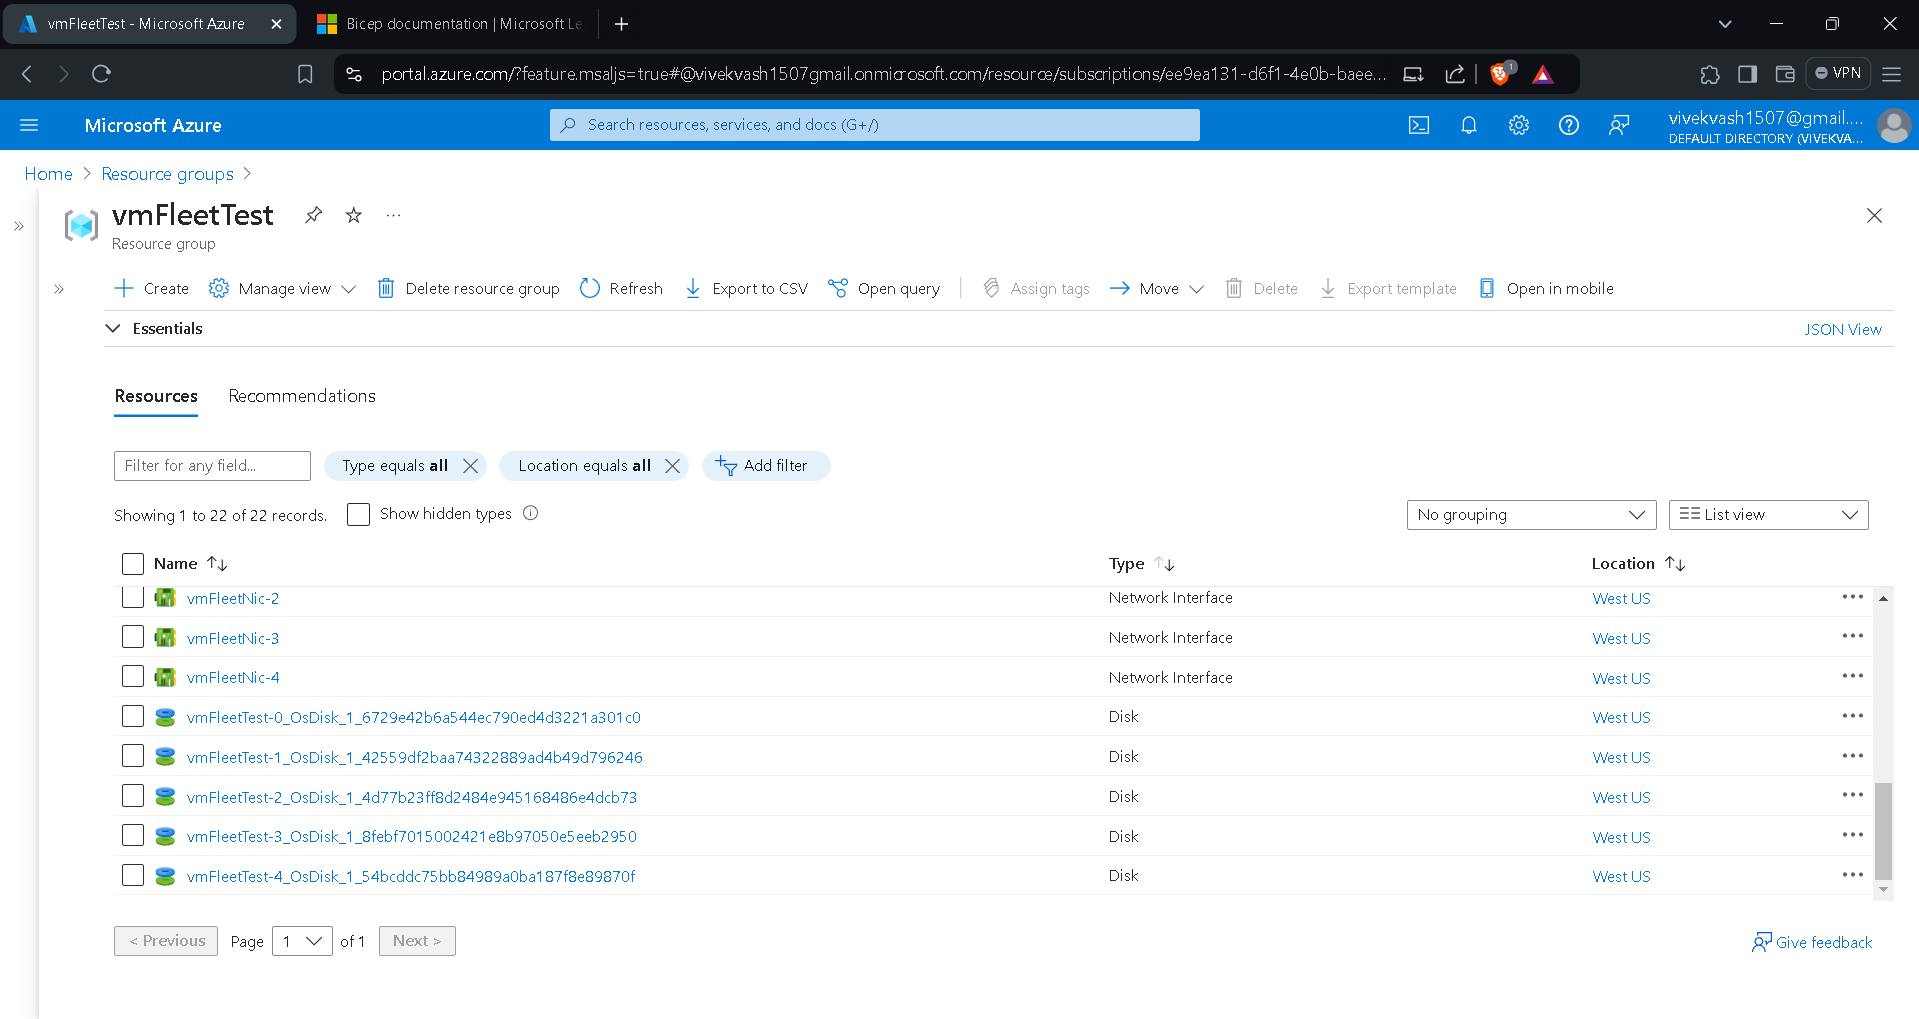 vmFleetTest - Microsoft Azure
Bicep documentation | Microsoft Le
portal.azure.com/?feature.msaljs=true#@vivekvash1507gmail.onmicrosoft.com/resource/subscriptions/ee9ea131-d6f1-4e0b-baee...
1
VPN
Microsoft Azure
Search resources, services, and docs (G+/)
vivekvash1507@gmail....
DEFAULT DIRECTORY (VIVEKVA...
Home > Resource groups >
vmFleetTest
Resource group
Create
Manage view
Delete resource group
Refresh
Export to CSV
Open query
Assign tags
Move
Delete
Export template
Open in mobile
Essentials
JSON View
Resources
Recommendations
Filter for any field...
Type equals all
Location equals all
Add filter
Showing 1 to 22 of 22 records.
Show hidden types
No grouping
List view
Name
Type
Location
vmFleetNic-2 Network Interface West US
vmFleetNic-3 Network Interface West US
vmFleetNic-4 Network Interface West US
vmFleetTest-0_OsDisk_1_6729e42b6a544ec790ed4d3221a301c0 Disk West US
vmFleetTest-1_OsDisk_1_42559df2baa74322889ad4b49d796246 Disk West US
vmFleetTest-2_OsDisk_1_4d77b23ff8d2484e945168486e4dcb73 Disk West US
vmFleetTest-3_OsDisk_1_8febf7015002421e8b97050e5eeb2950 Disk West US
vmFleetTest-4_OsDisk_1_54bcddc75bb84989a0ba187f8e89870f Disk West US
< Previous
Page 1 of 1
Next >
Give feedback